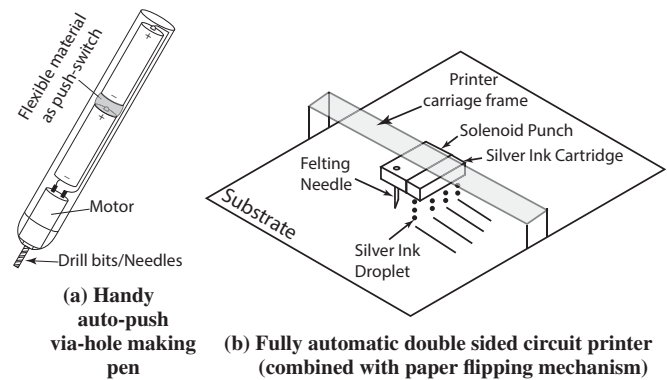 Flexible material
as push-switch
+
-
+
-
Motor
Drill bits/Needles
(a) Handy
auto-push
via-hole making
pen
Printer
carriage frame
Solenoid Punch
Silver Ink Cartridge
Felting
Needle
Substrate
Silver Ink
Droplet
(b) Fully automatic double sided circuit printer
(combined with paper flipping mechanism)